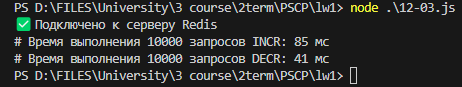 PS D:\FILES\University\3 course\2term\PSCP\lw1> node .\12-03.js
✅Подключено к серверу Redis
# Время выполнения 10000 запросов INCR: 85 мс
# Время выполнения 10000 запросов DECR: 41 мс
PS D:\FILES\University\3 course\2term\PSCP\lw1>